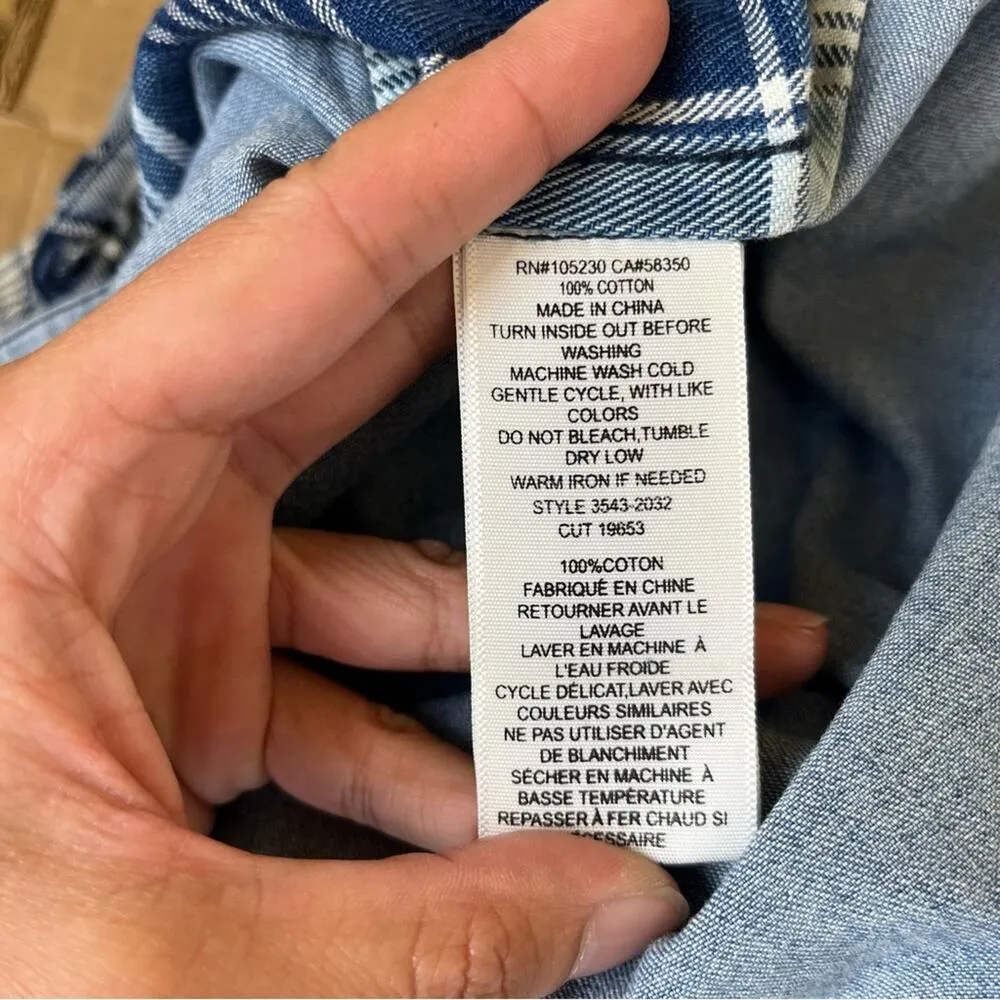 RN#105230 CA#58350
100% COTTON
MADE IN CHINA
TURN INSIDE OUT BEFORE
WASHING
MACHINE WASH COLD
GENTLE CYCLE, WITH LIKE
COLORS
DO NOT BLEACH,TUMBLE
DRY LOW
WARM IRON IF NEEDED
STYLE 3543-2032
CUT 19653
100%COTON
FABRIQUÉ EN CHINE
RETOURNER AVANT LE
LAVAGE
LAVER EN MACHINE À
L'EAU FROIDE
CYCLE DÉLICAT,LAVER AVEC
COULEURS SIMILAIRES
NE PAS UTILISER D'AGENT
DE BLANCHIMENT
SÉCHER EN MACHINE À
BASSE TEMPÉRATURE
REPASSER À FER CHAUD SI